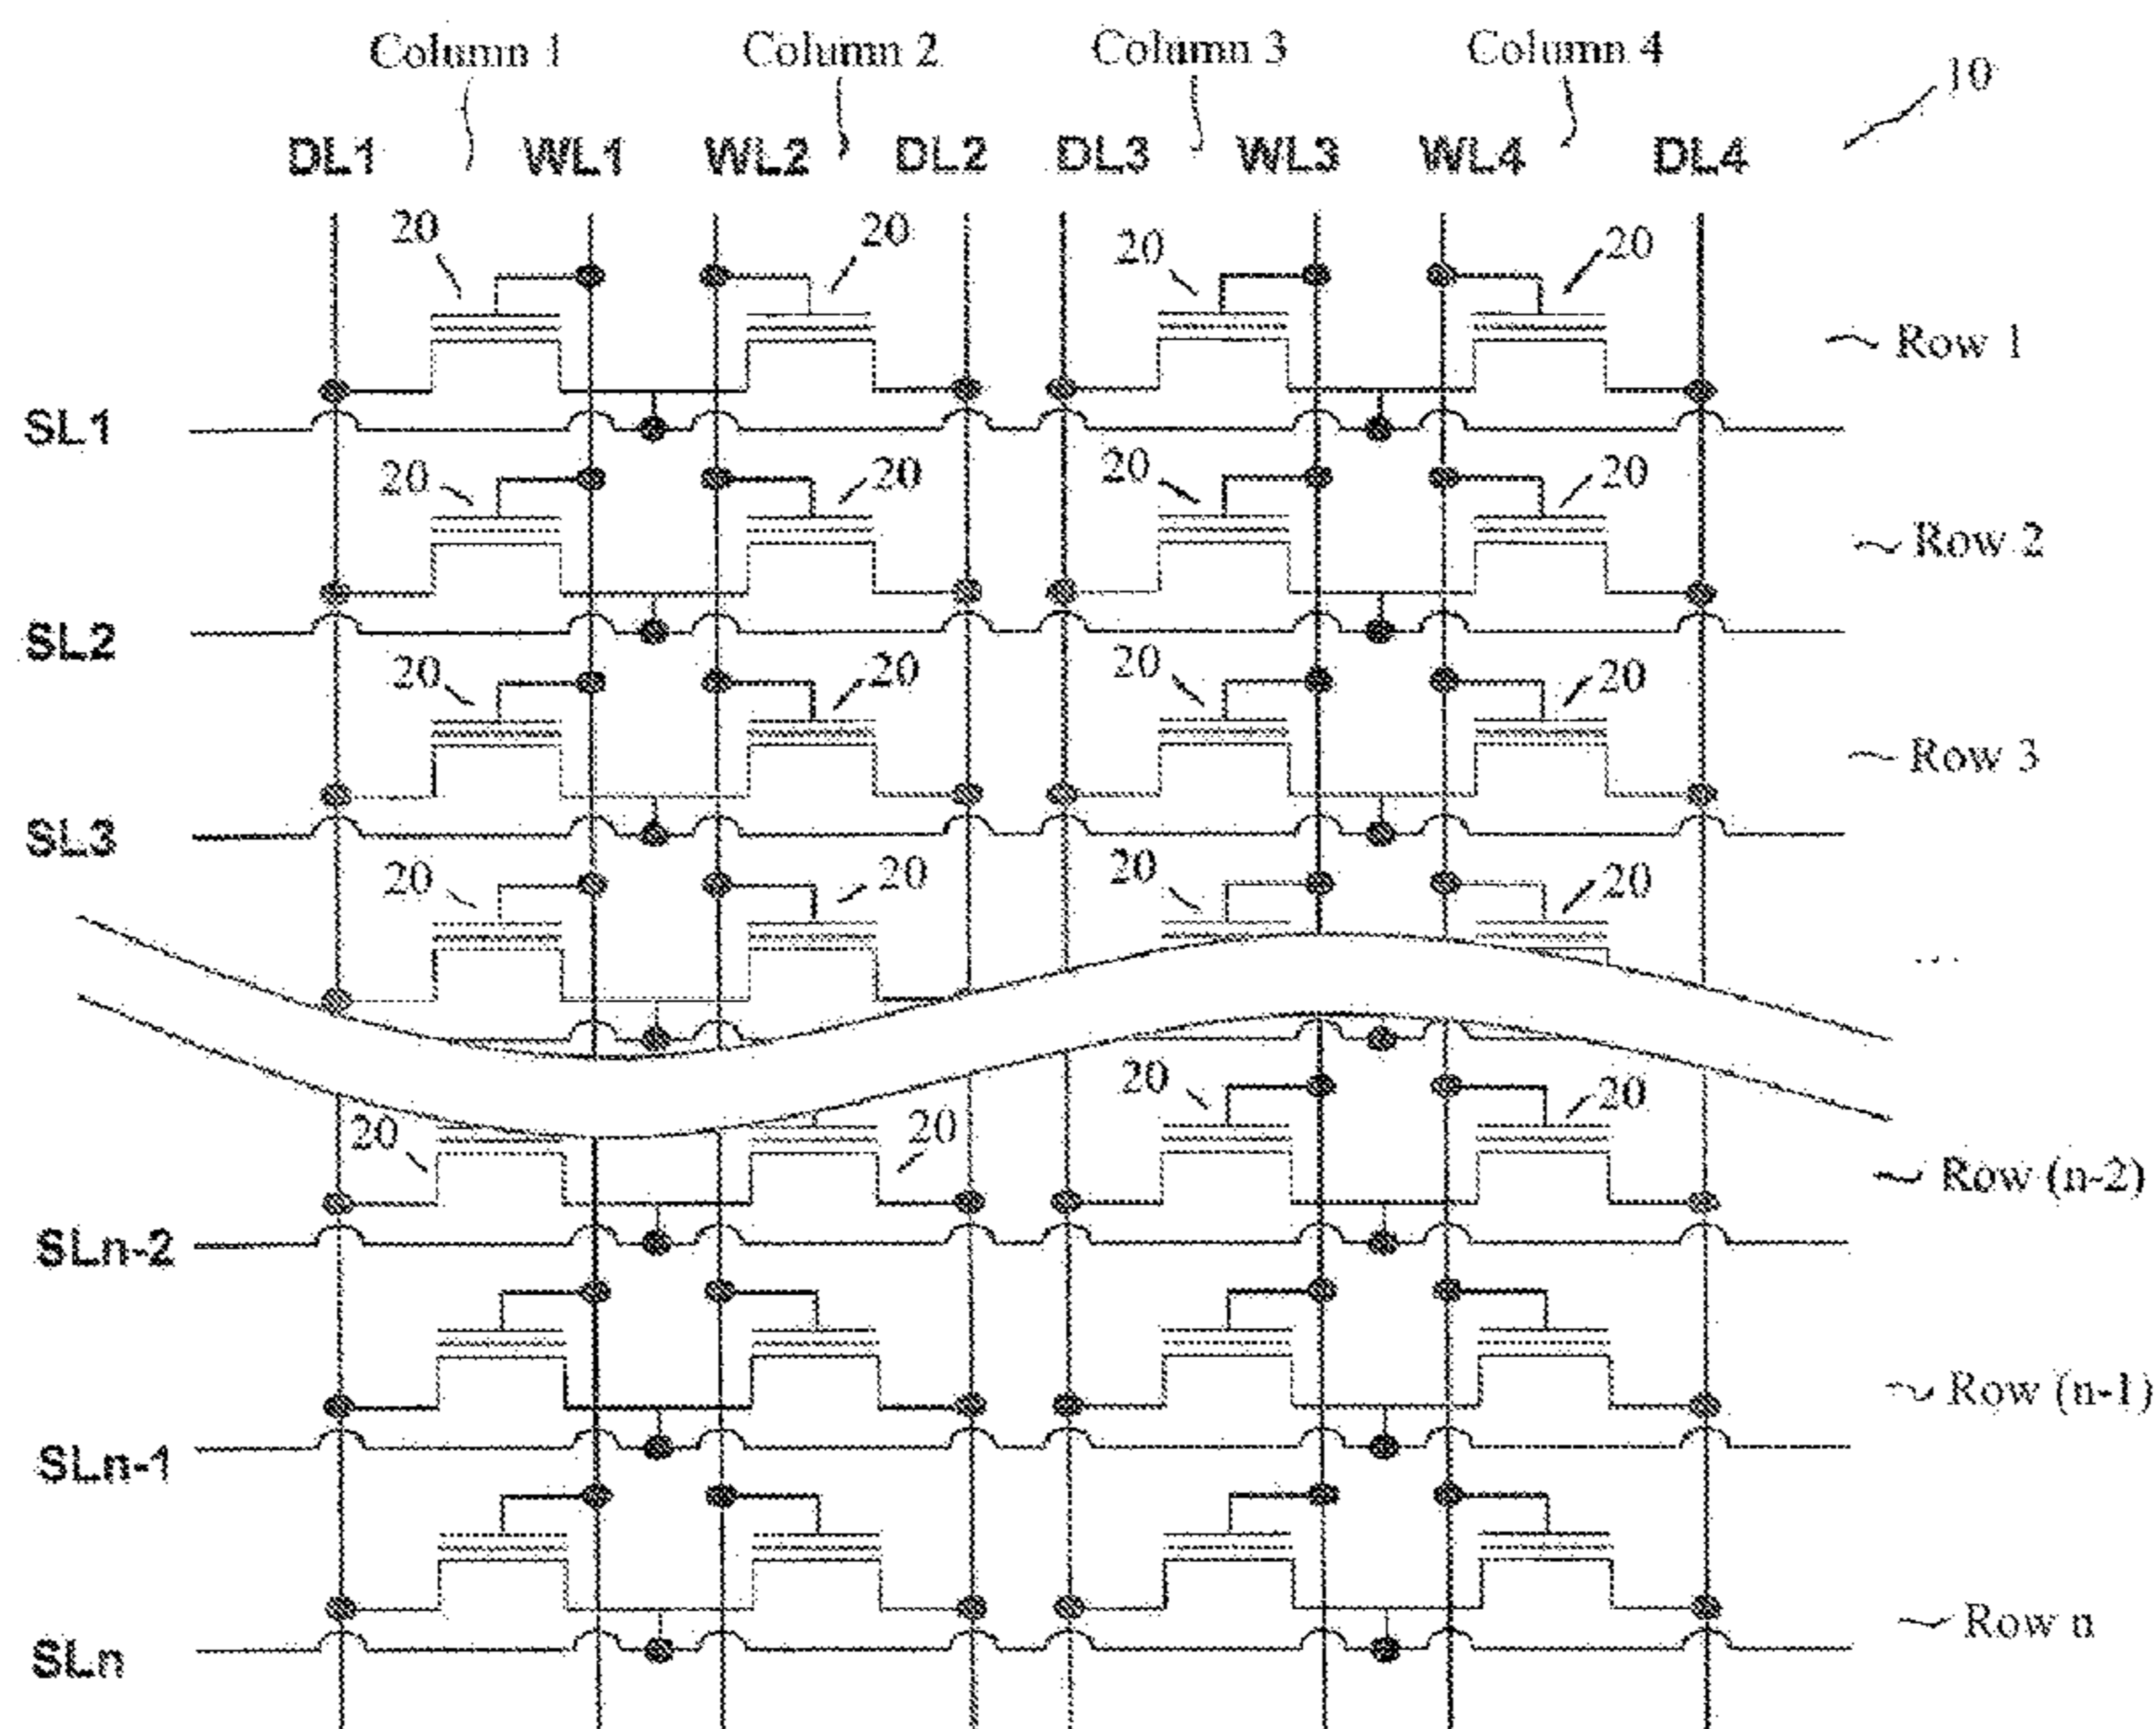 Column 1 Column 2 Column 3 Column 4
10
DL1 WL1 WL2 DL2 DL3 WL3 WL4 DL4
20 20 20 20
Row 1
SL1
20 20 20 20
Row 2
SL2
20 20 20 20
Row 3
SL3
20 20 20 20
...
20 20
20 20
Row (n-2)
SLn-2
Row (n-1)
SLn-1
Row n
SLn